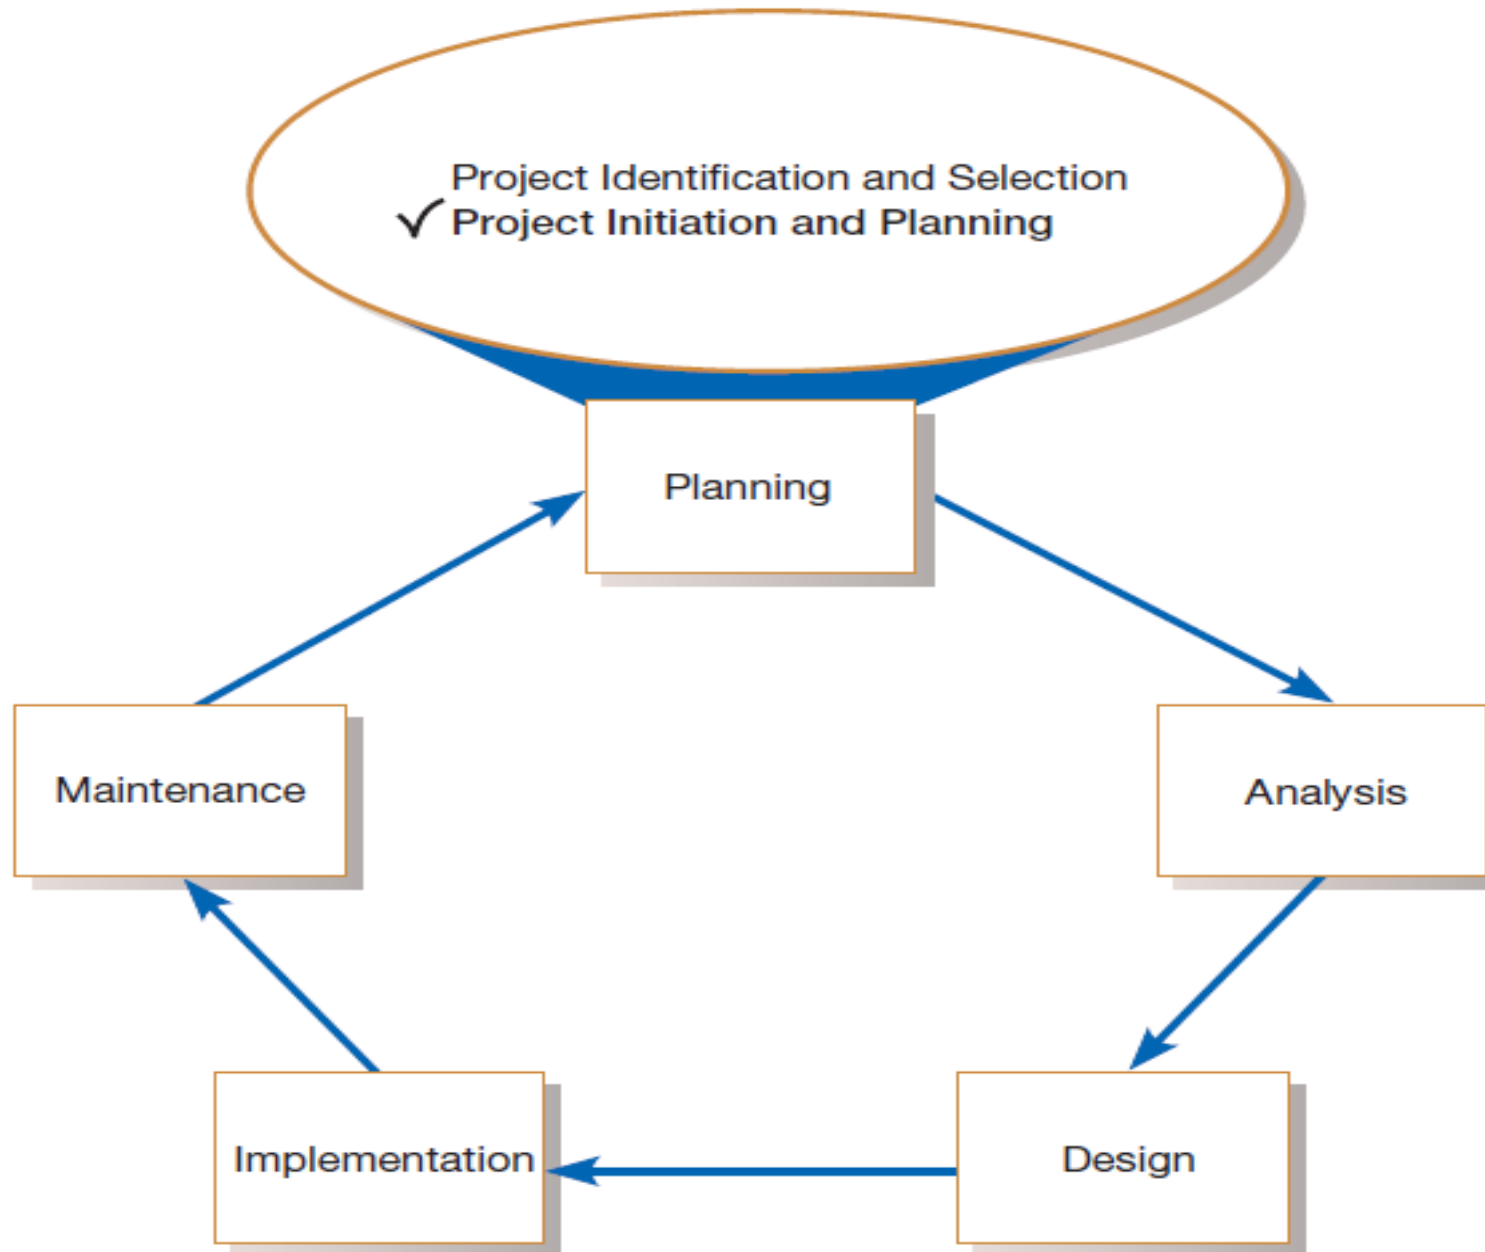 Project Identification and Selection
✓Project Initiation and Planning
Planning
Maintenance
Analysis
Implementation
Design